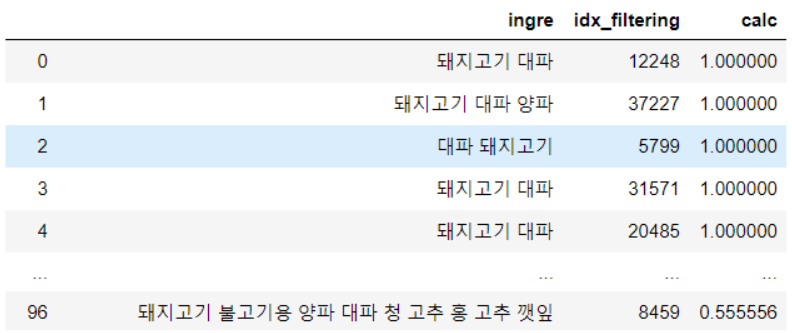 ingre idx_filtering calc
0 돼지고기 대파 12248 1.000000
1 돼지고기 대파 양파 37227 1.000000
2 대파 돼지고기 5799 1.000000
3 돼지고기 대파 31571 1.000000
4 돼지고기 대파 20485 1.000000
... ... ... ...
96 돼지고기 불고기용 양파 대파 청 고추 홍 고추 깻잎 8459 0.555556